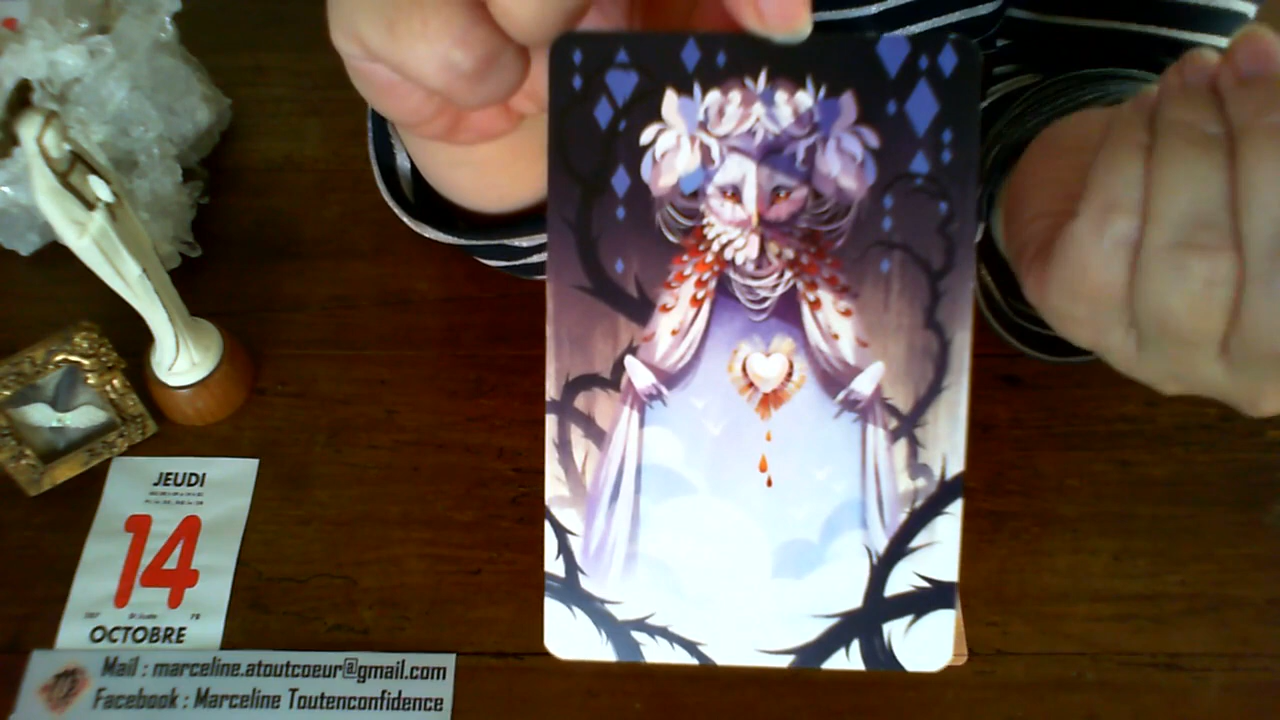 JEUDI
14
OCTOBRE
Mail : marceline.atoutcoeur@gmail.com
Facebook : Marceline Toutenconfidence